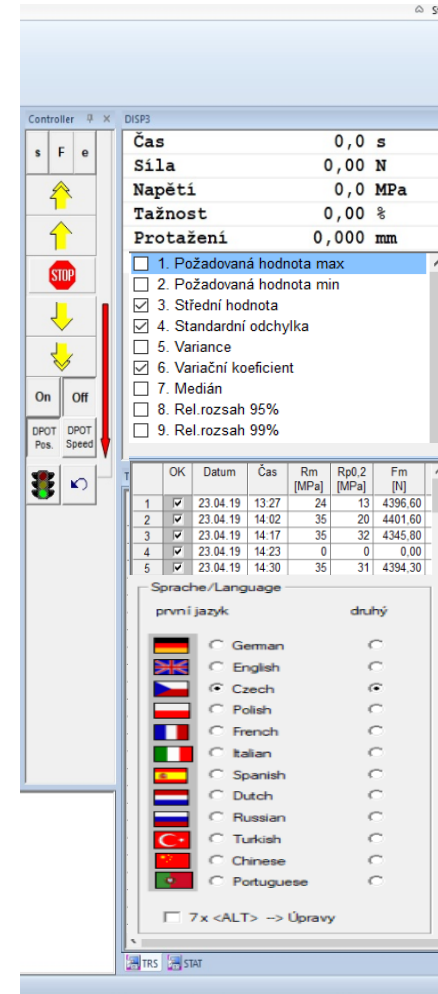 S
Controller
DISP3
s F e
STOP
On Off
DPOT Pos. DPOT Speed
Čas 0,0 s
Síla 0,00 N
Napětí 0,0 MPa
Tažnost 0,00 %
Protažení 0,000 mm
1. Požadovaná hodnota max
2. Požadovaná hodnota min
3. Střední hodnota
4. Standardní odchylka
5. Variance
6. Variační koeficient
7. Medián
8. Rel.rozsah 95%
9. Rel.rozsah 99%
OK Datum Čas Rm [MPa] Rp0,2 [MPa] Fm [N]
1 23.04.19 13:27 24 13 4396,60
2 23.04.19 14:02 35 20 4401,60
3 23.04.19 14:17 35 32 4345,80
4 23.04.19 14:23 0 0 0,00
5 23.04.19 14:30 35 31 4394,30
Sprache/Language
první jazyk druhý
German
English
Czech
Polish
French
Italian
Spanish
Dutch
Russian
Turkish
Chinese
Portuguese
7x <ALT> --> Úpravy
TRS STAT